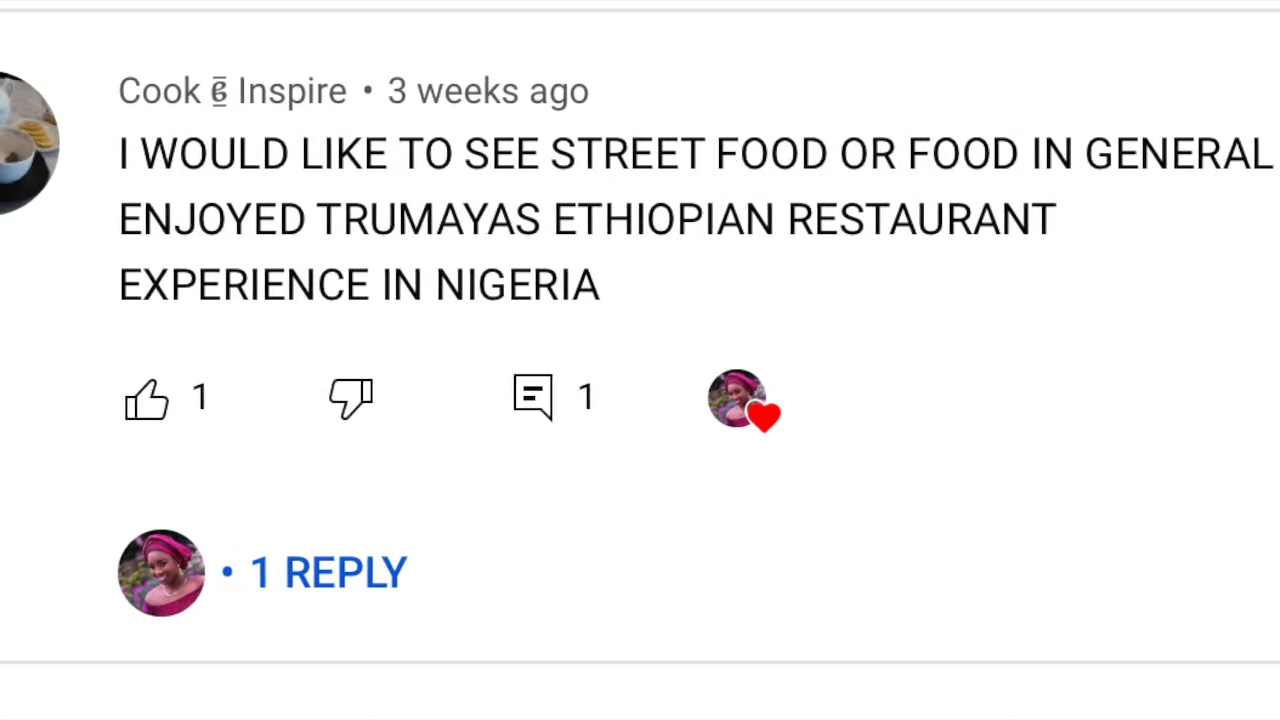 Cook & Inspire • 3 weeks ago
I WOULD LIKE TO SEE STREET FOOD OR FOOD IN GENERAL
ENJOYED TRUMAYAS ETHIOPIAN RESTAURANT
EXPERIENCE IN NIGERIA
1 1
• 1 REPLY